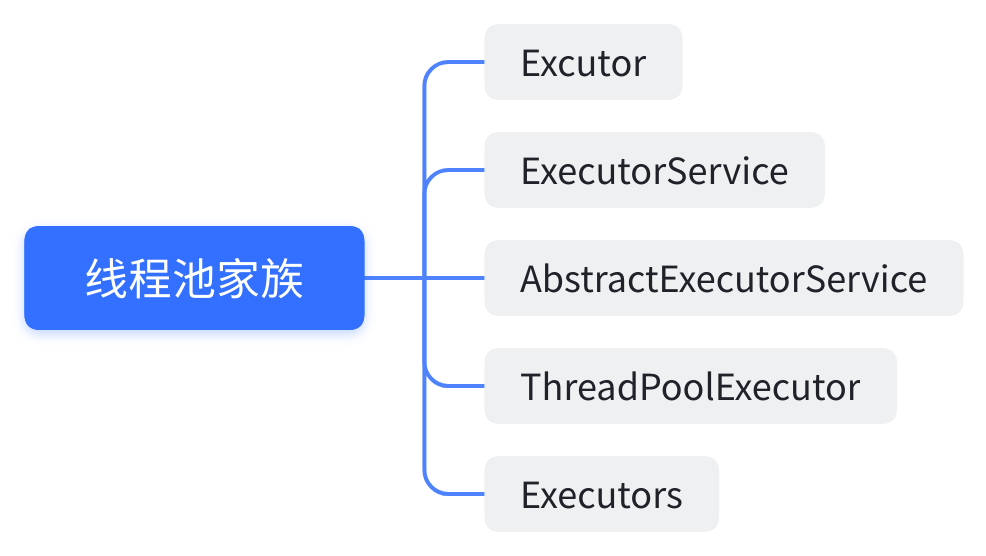 线程池家族
Excutor
ExecutorService
AbstractExecutorService
ThreadPoolExecutor
Executors